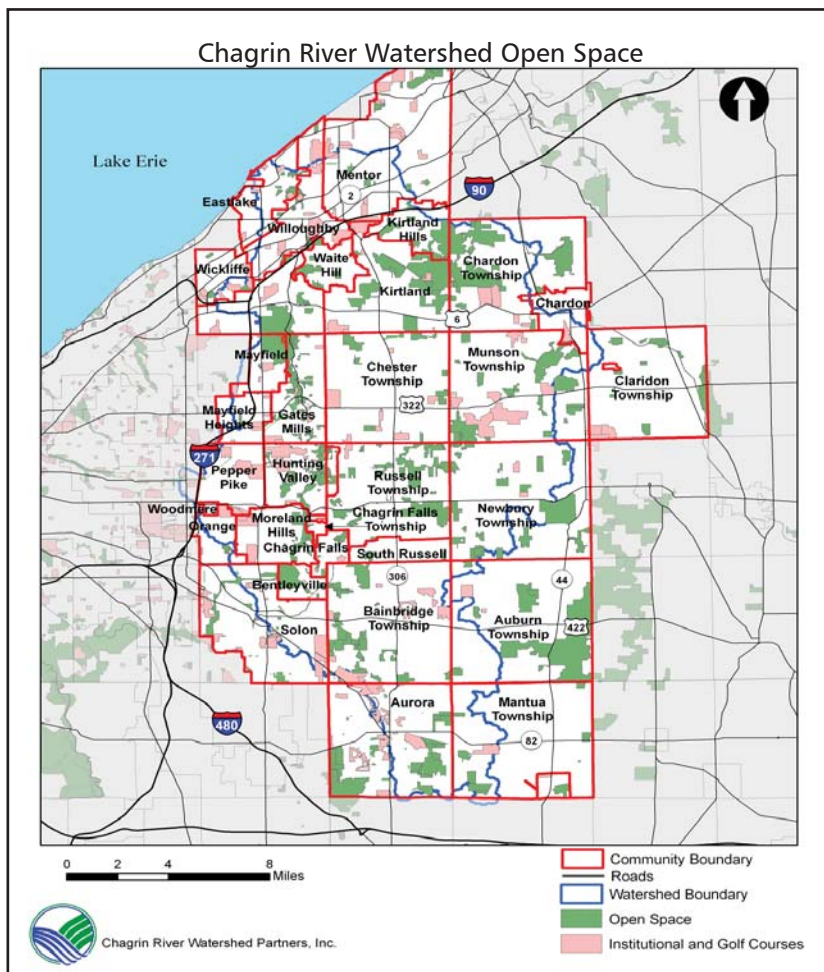 Chagrin River Watershed Open Space
Lake Erie
Mentor
2
90
Eastlake
Willoughby
Kirtland
Hills
Waite
Hill
Wickliffe
Chardon
Township
Kirtland
Chardon
6
Mayfield
Chester
Township
Munson
Township
Claridon
Township
322
Mayfield
Heights
Gates
Mills
271
Pepper
Pike
Hunting
Valley
Russell
Township
Woodmere
Orange
Moreland
Hills
Chagrin Falls
Township
Newbury
Township
Chagrin Falls
South Russell
Bentleyville
306
44
Bainbridge
Township
Auburn
Township
422
Solon
Aurora
Mantua
Township
480
82
0 2 4 8
Miles
Community Boundary
Roads
Watershed Boundary
Open Space
Institutional and Golf Courses
Chagrin River Watershed Partners, Inc.